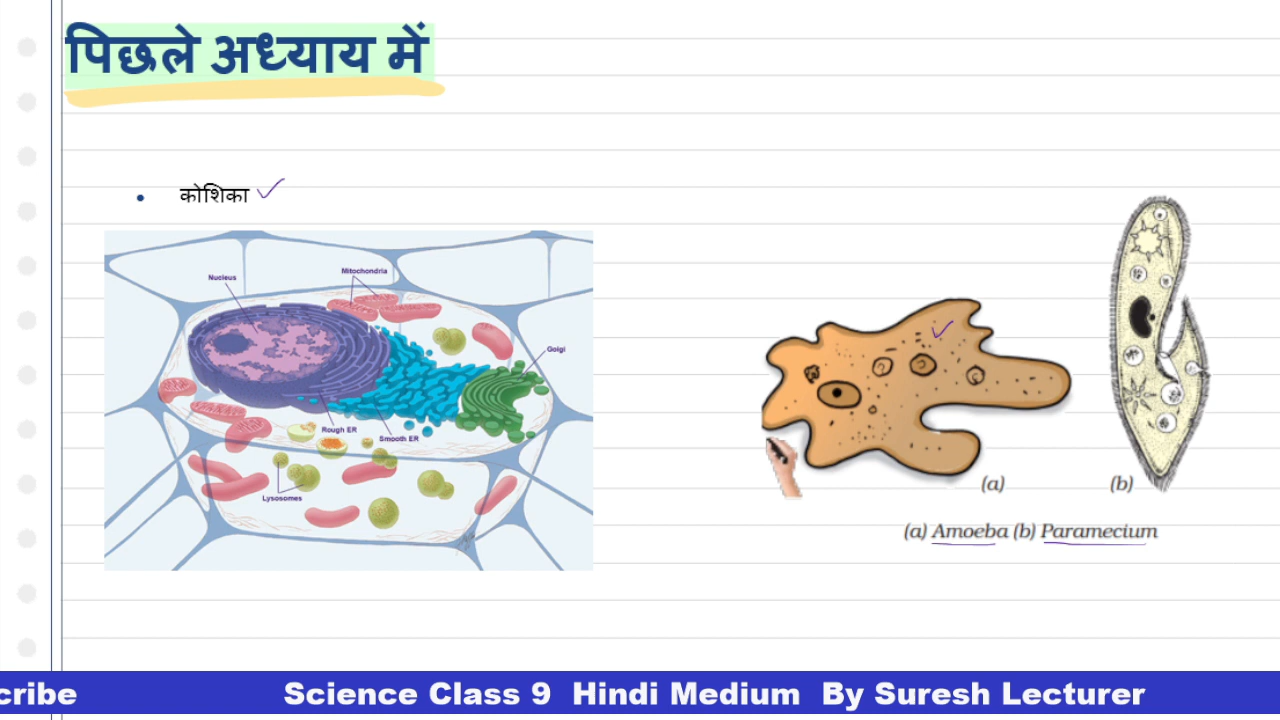 पिछले अध्याय में
• कोशिका
Nucleus
Mitochondria
Golgi
Rough ER
Smooth ER
Lysosomes
(a)
(b)
(a) Amoeba (b) Paramecium
cribe Science Class 9 Hindi Medium By Suresh Lecturer